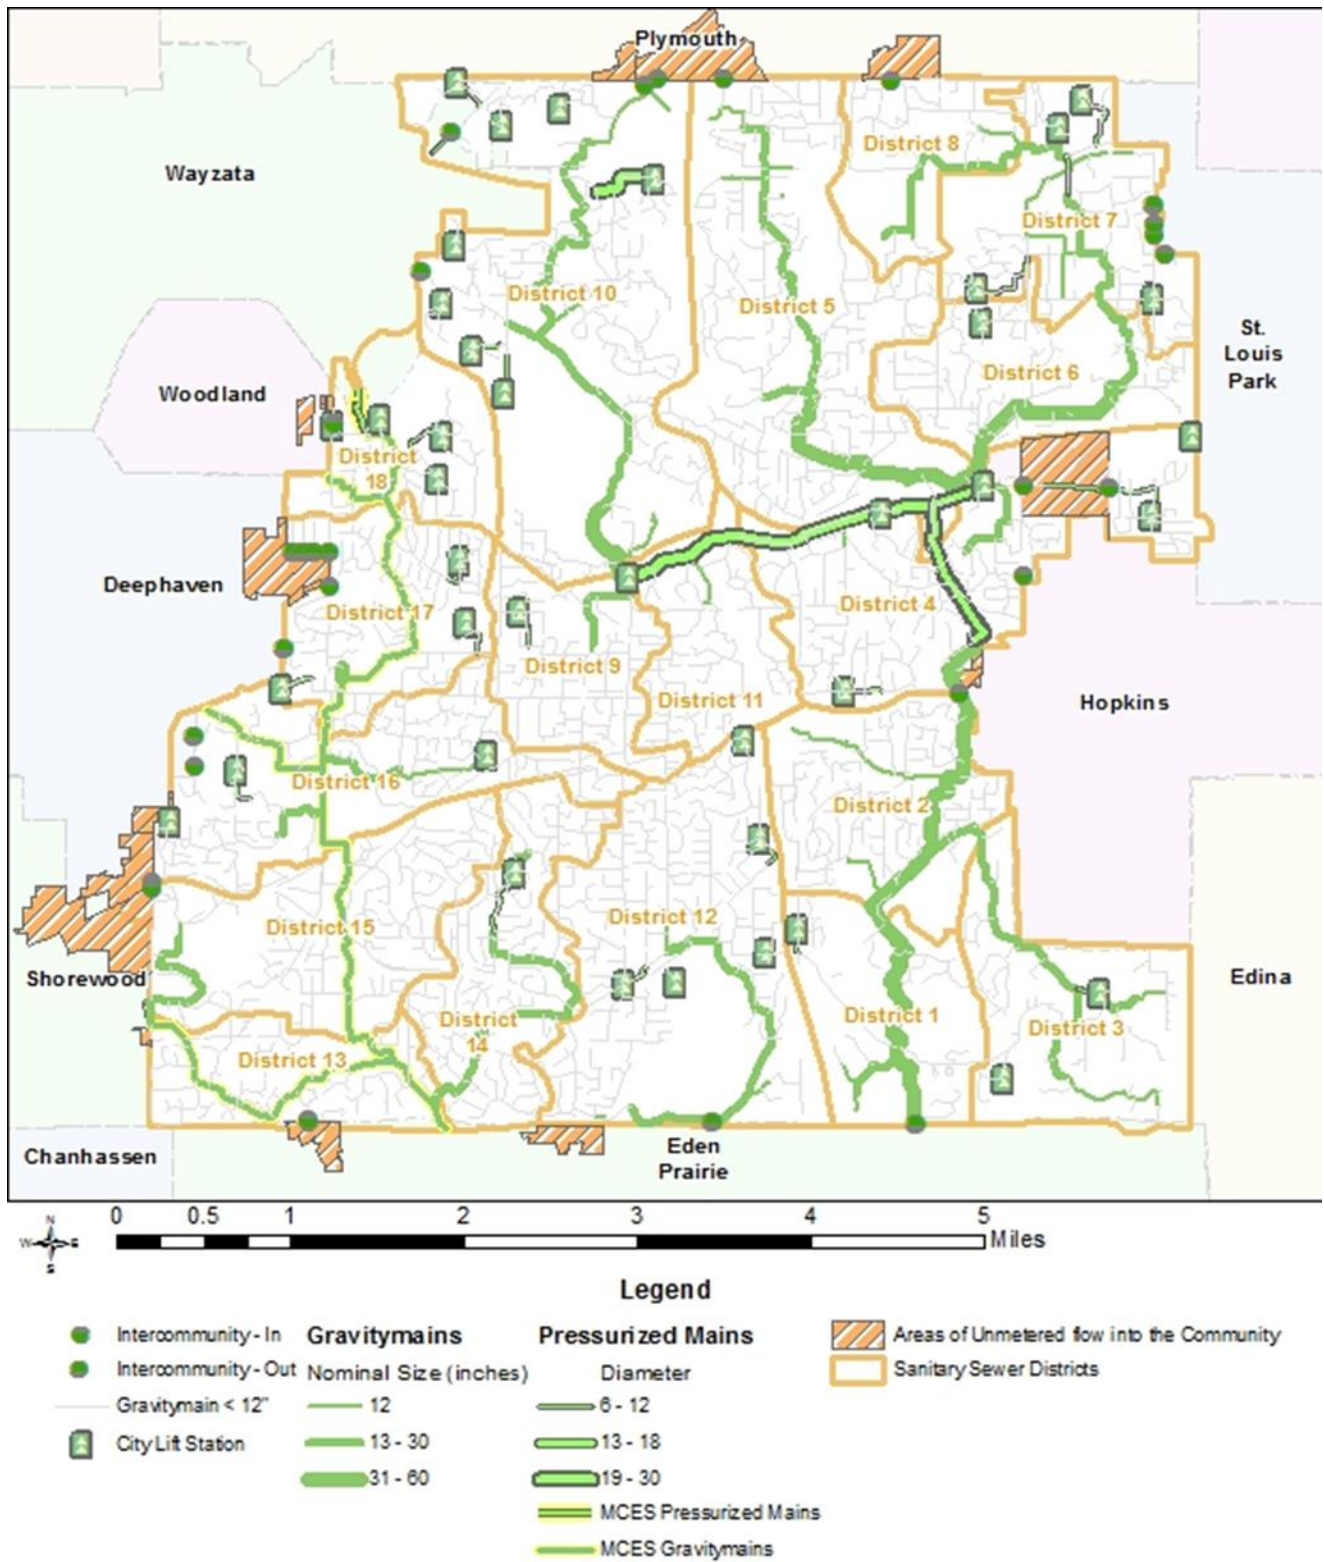 Plymouth
District 8
Wayzata
District 7
District 10
District 5
St.
Louis
Park
District 6
Woodland
District
18
Deephaven
District 17
District 4
District 9
District 11
Hopkins
District 16
District 2
District 12
District 15
Shorewood
Edina
District 1
District
14
District 3
District 13
Chanhassen
Eden
Prairie
0 0.5 1 2 3 4 5
Miles
N
W E
S
Legend
Intercommunity - In
Intercommunity - Out
Gravitymain < 12"
City Lift Station
Gravitymains
Nominal Size (inches)
12
13 - 30
31 - 60
Pressurized Mains
Diameter
6 - 12
13 - 18
19 - 30
MCES Pressurized Mains
MCES Gravitymains
Areas of Unmetered flow into the Community
Sanitary Sewer Districts